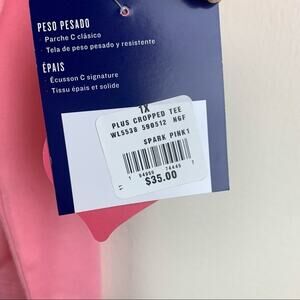 PESO PESADO
· Parche C clásico
· Tela de peso pesado y resistente
ÉPAIS
· Écusson C signature
· Tissu épais et solide
1X
PLUS CROPPED TEE
WL5538 590512 NGF
SPARK PINK1
$35.00